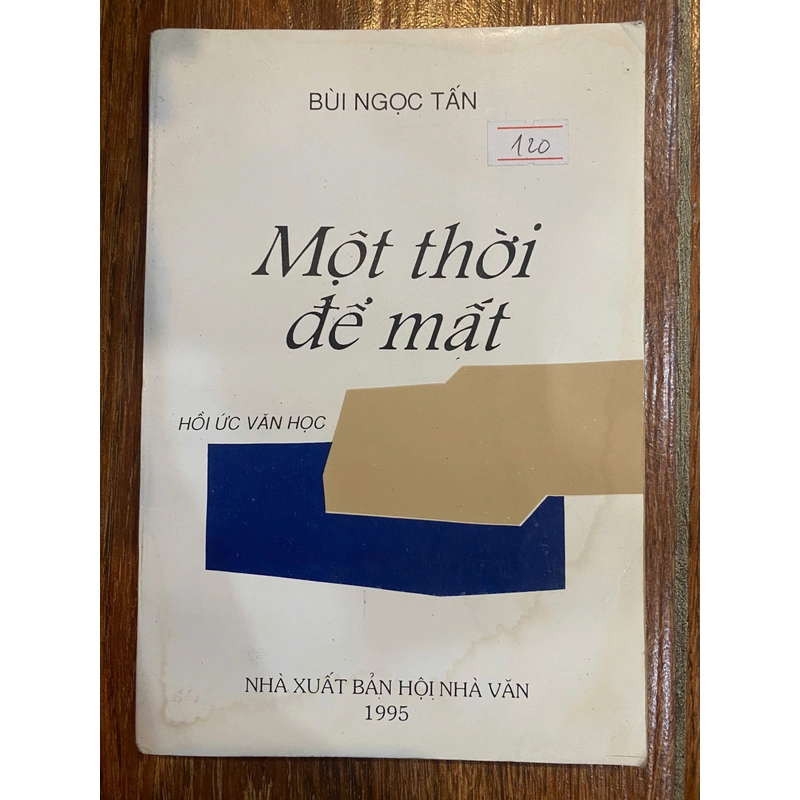 BÙI NGỌC TẤN
120
Một thời
để mất
HỒI ỨC VĂN HỌC
NHÀ XUẤT BẢN HỘI NHÀ VĂN
1995